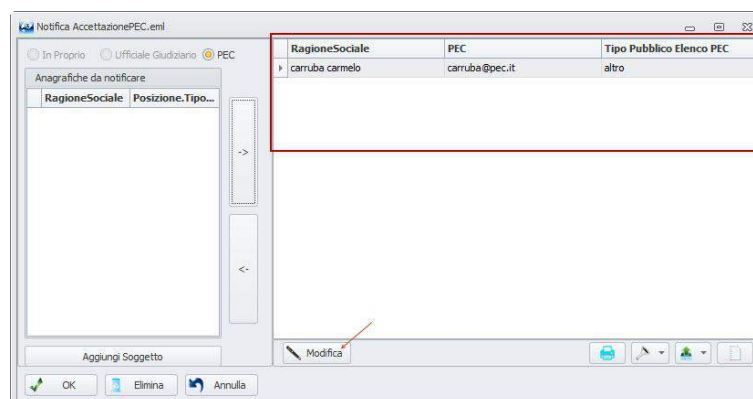 Notifica AccettazionePEC.eml
In Proprio Ufficiale Giudiziario PEC
Anagrafiche da notificare
RagioneSociale Posizione.Tipo...
->
<-
Aggiungi Soggetto
RagioneSociale PEC Tipo Pubblico Elenco PEC
carruba carmelo carruba@pec.it altro
Modifica
OK Elimina Annulla